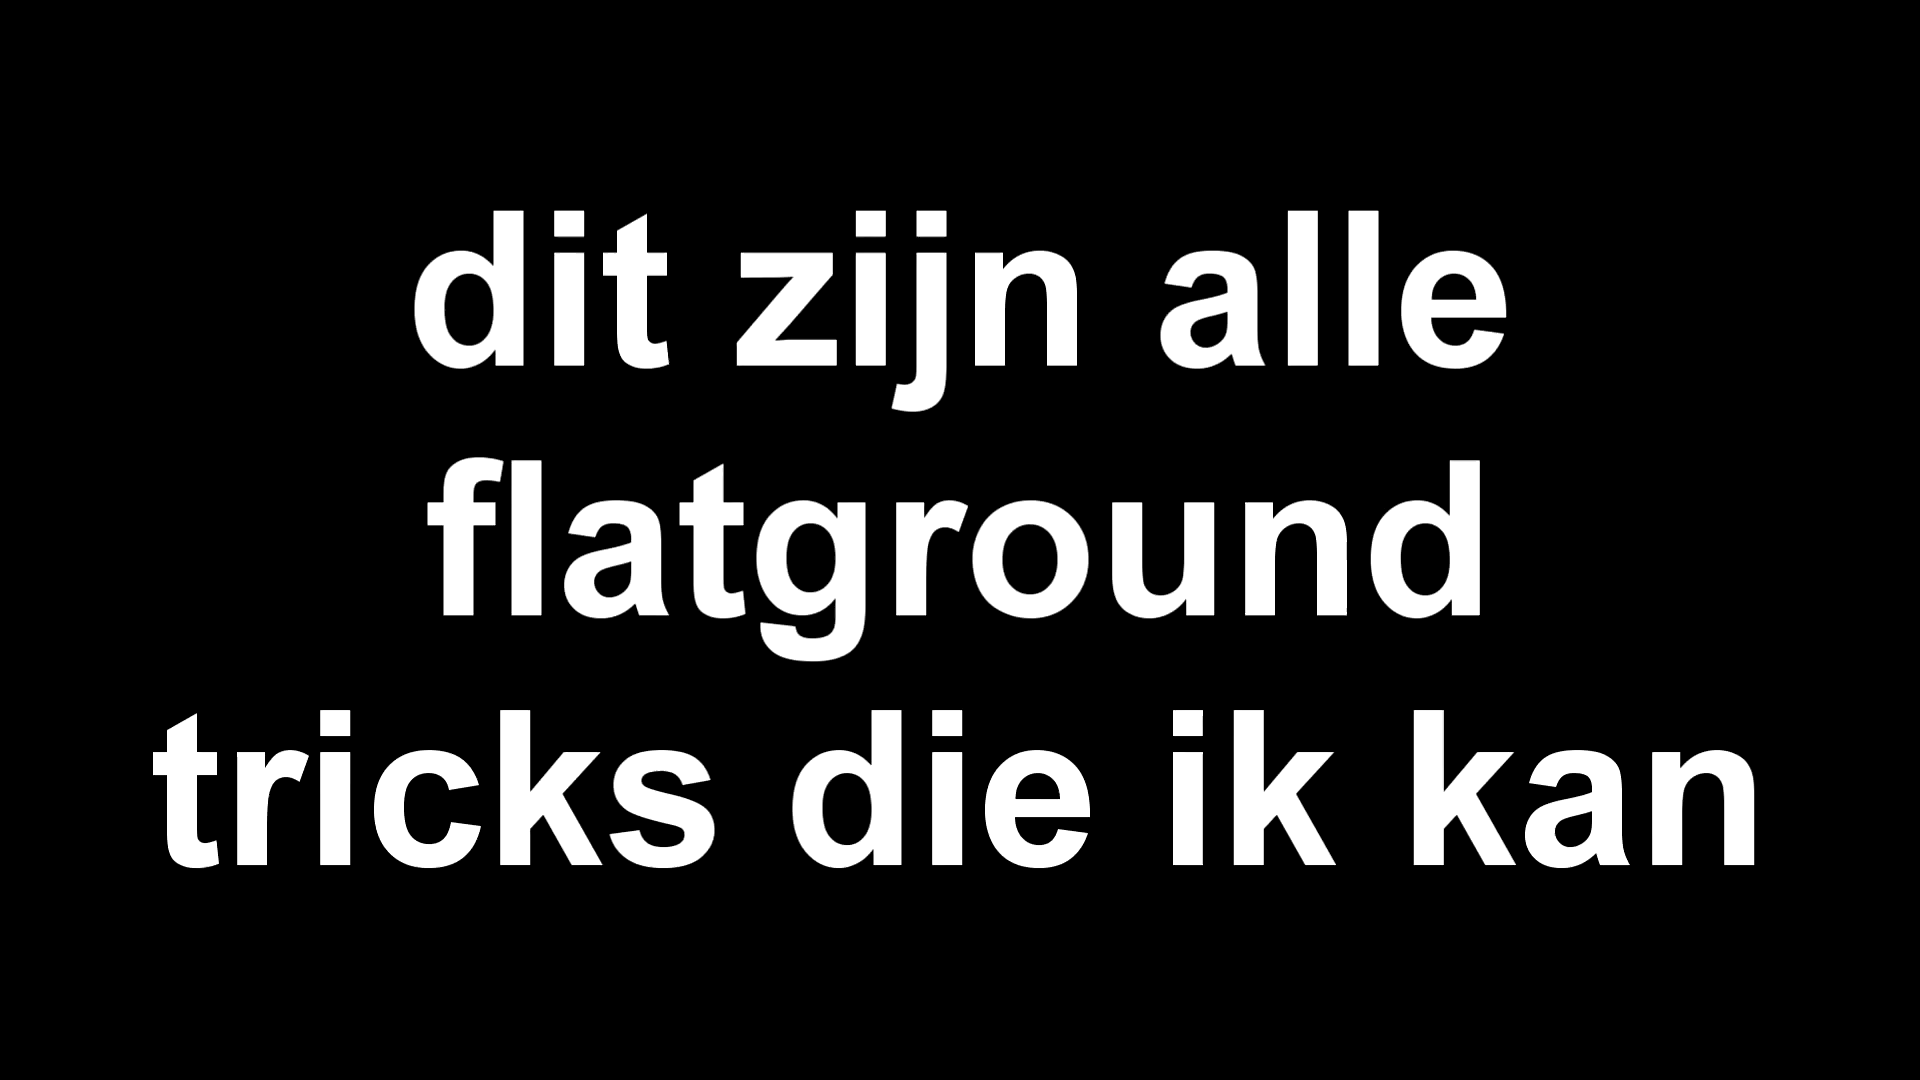 dit zijn alle
flatground
tricks die ik kan